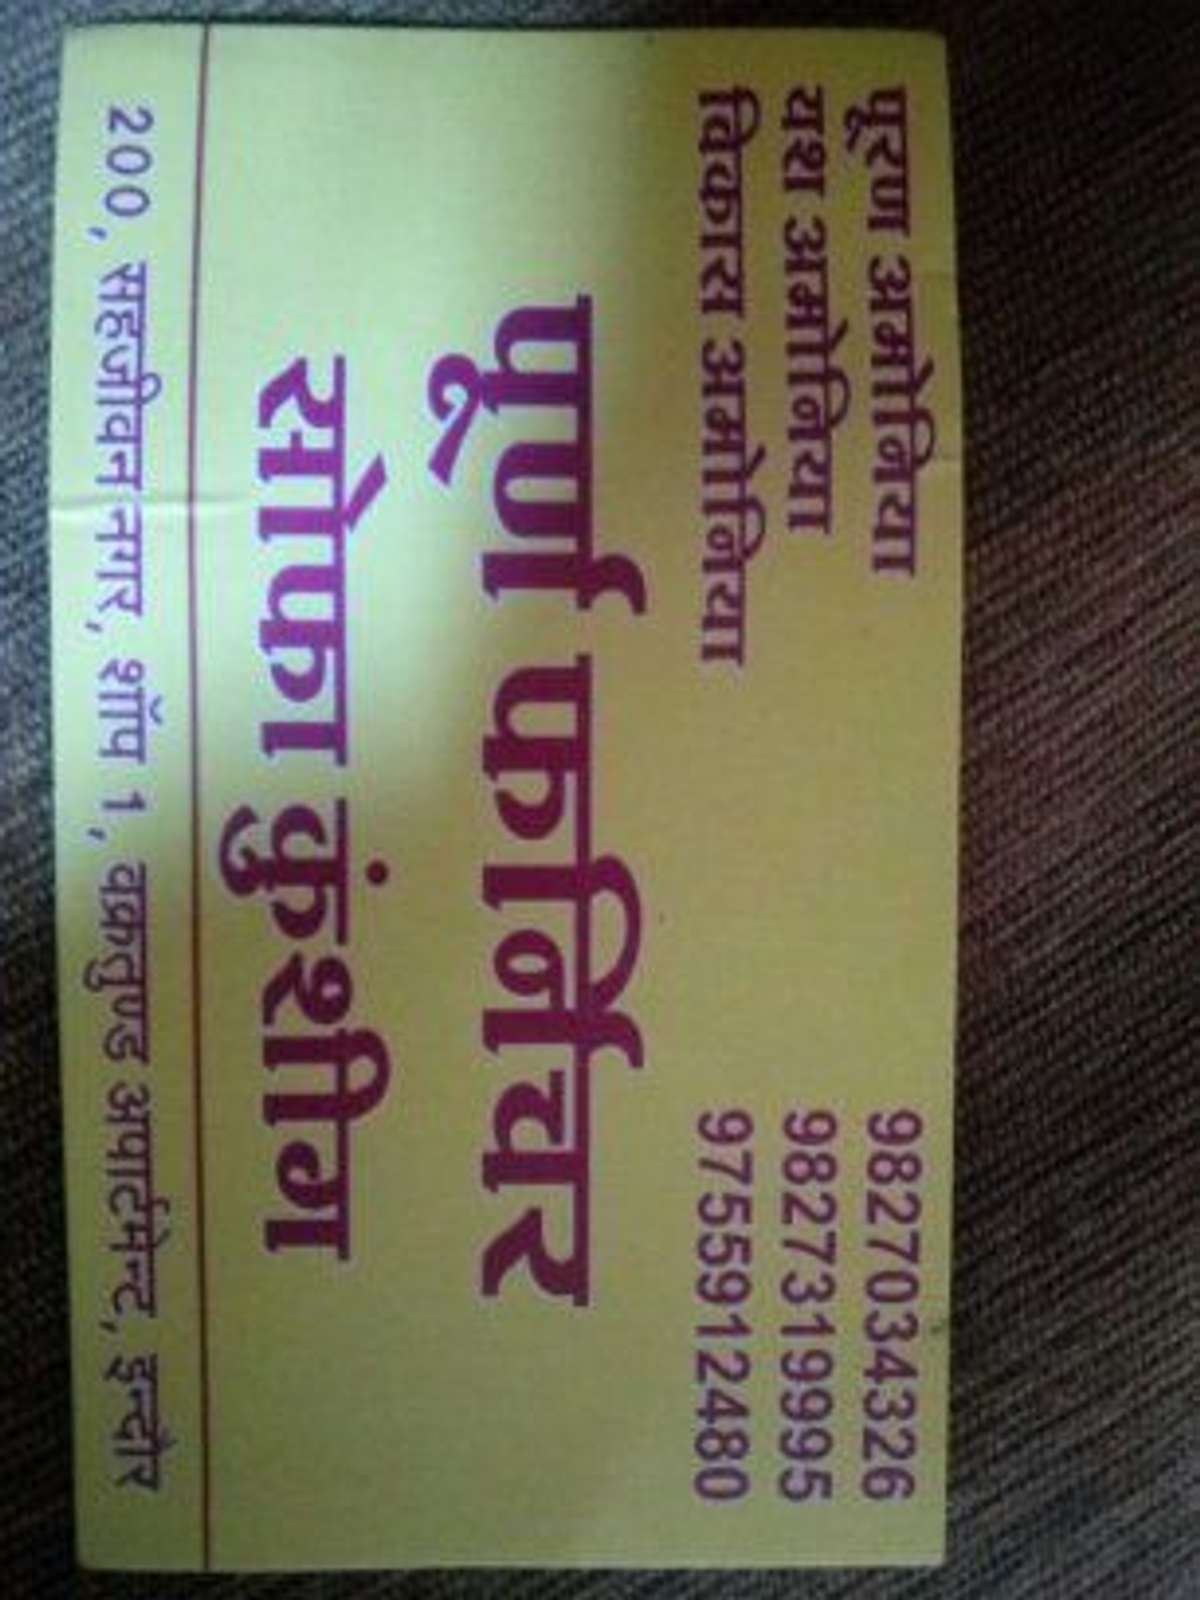 पूरण अमोनिया 9827034326
यश अमोनिया 9827319995
विकास अमोनिया 9755912480
पूर्ण फर्निचर
सोफा कुंशींग
200, सहजीवन नगर, शॉप 1, वक्रतुण्ड अपार्टमेन्ट, इन्दौर